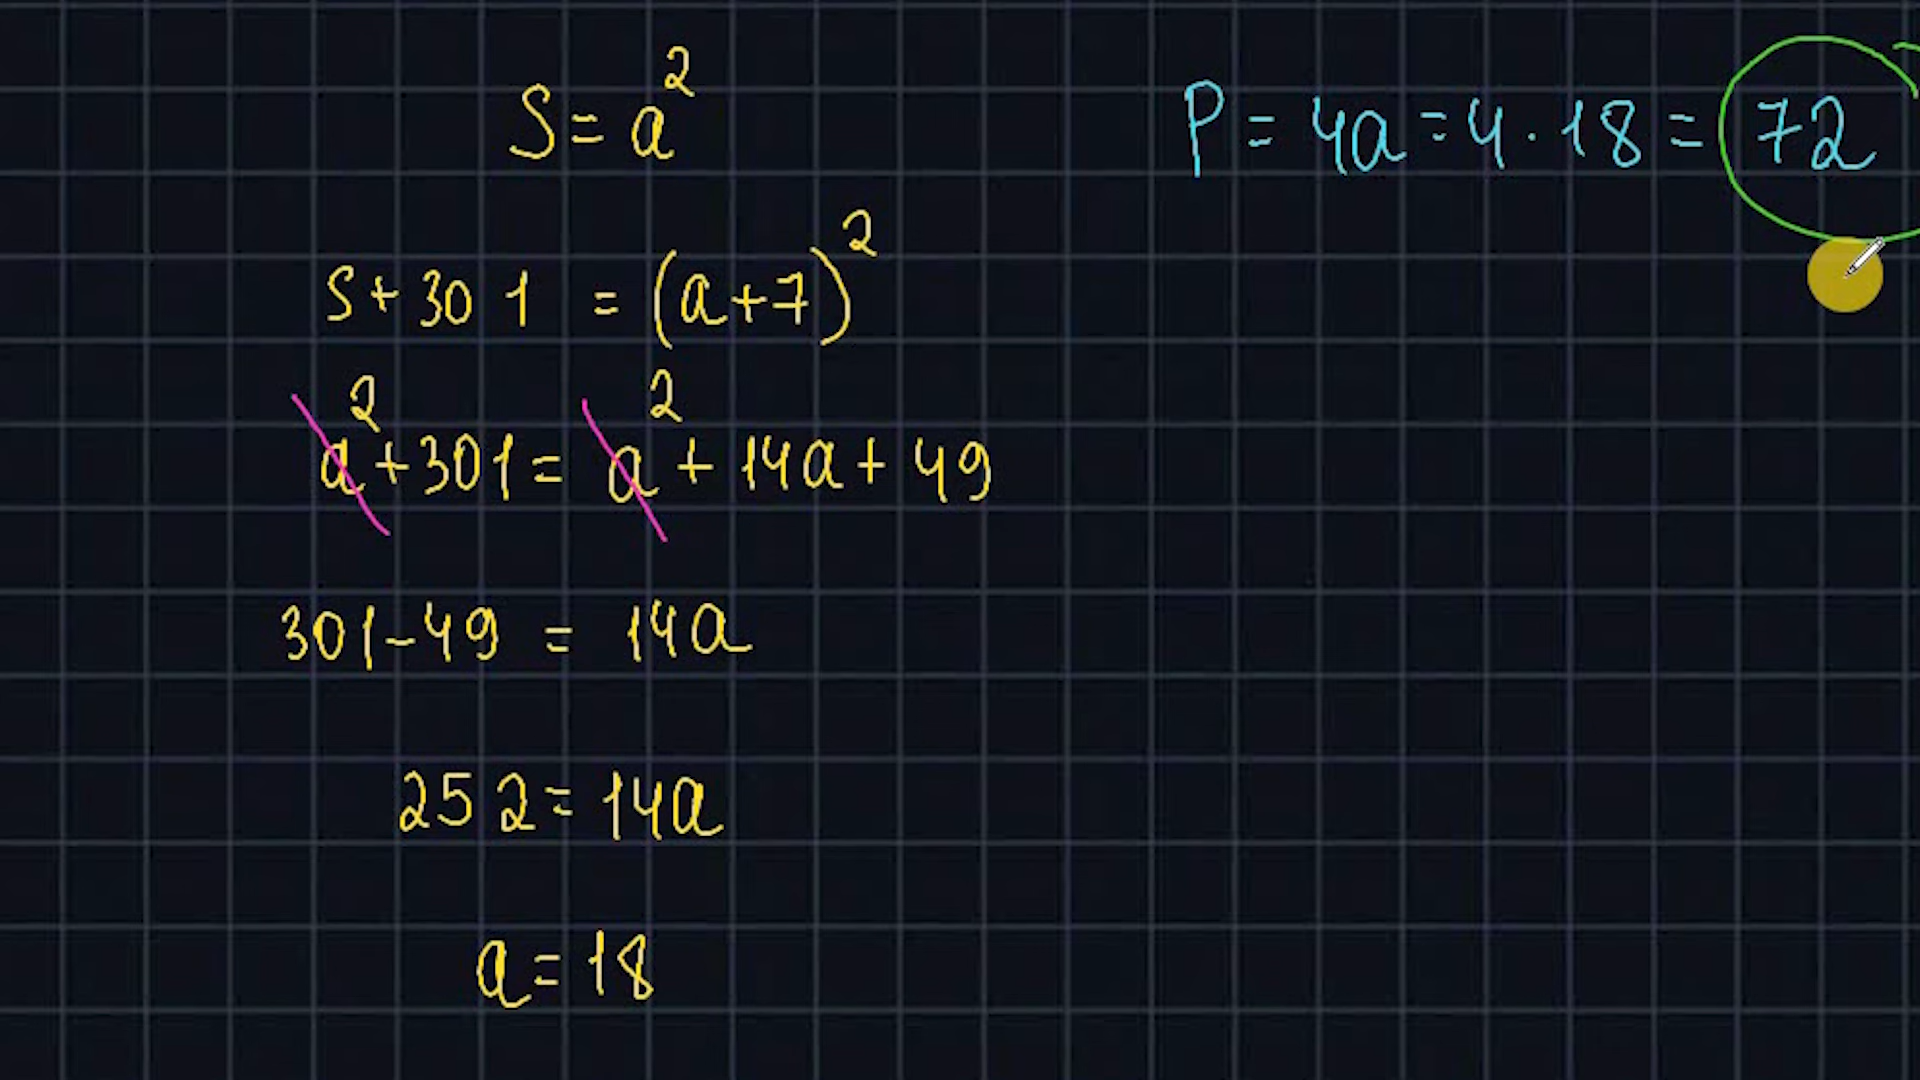 S = a²
S + 301 = (a+7)²
a² + 301 = a² + 14a + 49
301 - 49 = 14a
252 = 14a
a = 18
P = 4a = 4 · 18 = 72